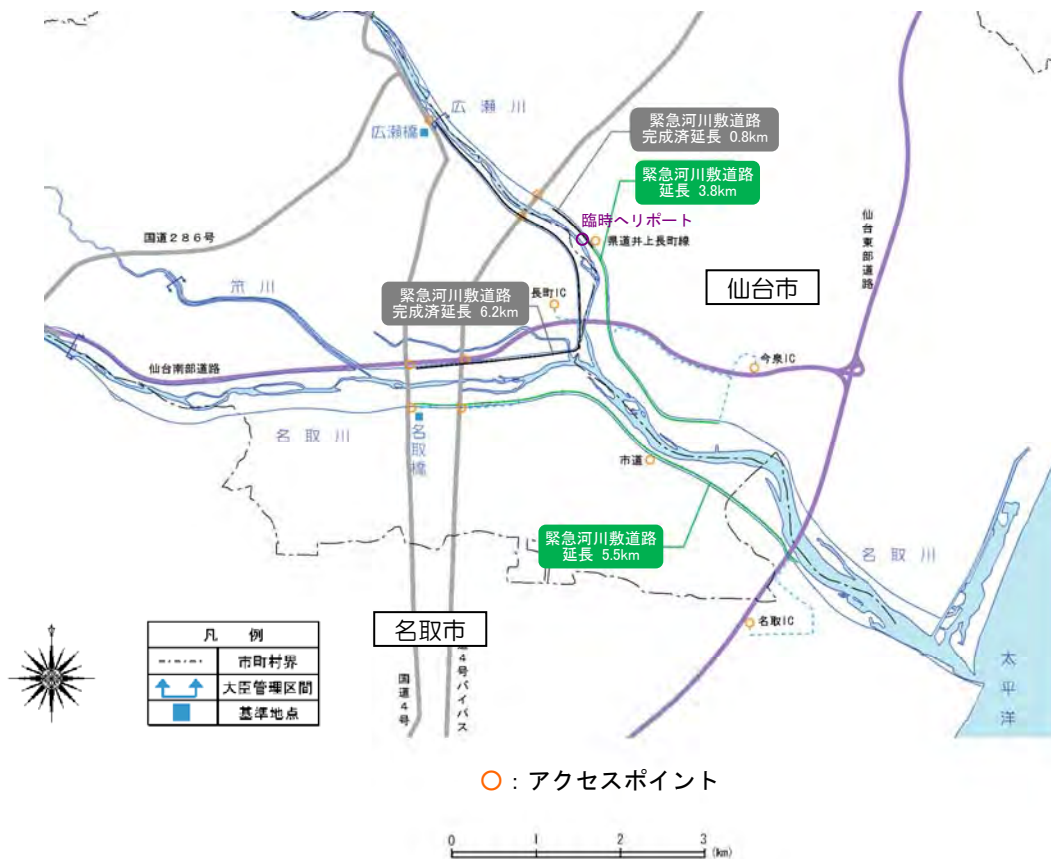 広瀬川
広瀬橋
緊急河川敷道路
完成済延長 0.8km
緊急河川敷道路
延長 3.8km
臨時ヘリポート
県道井上長町線
国道286号
仙台東部道路
仙台市
笊川
長町IC
緊急河川敷道路
完成済延長 6.2km
仙台南部道路
今泉IC
名取川
名取橋
市道
緊急河川敷道路
延長 5.5km
名取川
名取市
名取IC
国道4号
道4号バイパス
太平洋
凡 例
市町村界
大臣管理区間
基準地点
○：アクセスポイント
0 1 2 3 (km)